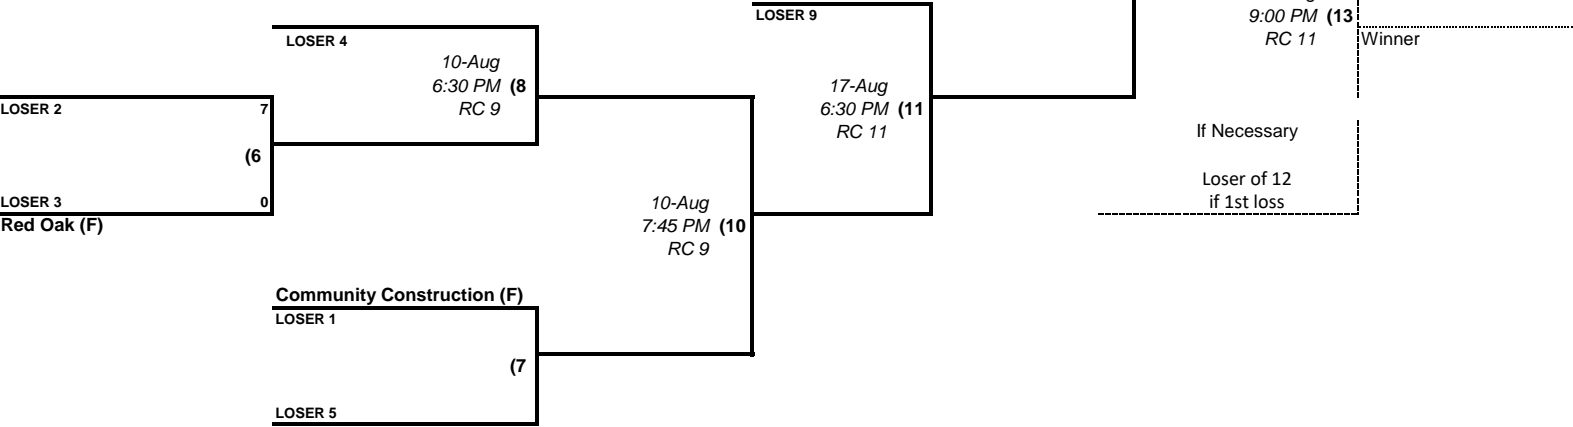 LOSER 9
9:00 PM (13
RC 11
Winner
LOSER 4
10-Aug
6:30 PM (8
RC 9
17-Aug
6:30 PM (11
RC 11
LOSER 2 7
(6
If Necessary
Loser of 12
if 1st loss
LOSER 3 0
Red Oak (F)
10-Aug
7:45 PM (10
RC 9
Community Construction (F)
LOSER 1
(7
LOSER 5